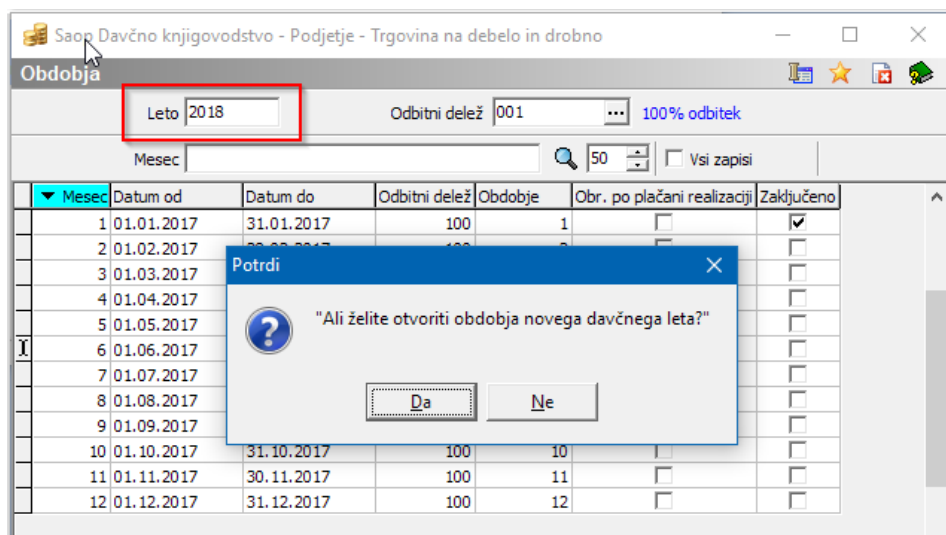 Saop Davčno knjigovodstvo - Podjetje - Trgovina na debelo in drobno
Obdobja
Leto 2018 Odbitni delež 001 ... 100% odbitek
Mesec 50 Vsi zapisi
Mesec Datum od Datum do Odbitni delež Obdobje Obr. po plačani realizaciji Zaključeno
1 01.01.2017 31.01.2017 100 1
2 01.02.2017
3 01.03.2017
4 01.04.2017
5 01.05.2017
6 01.06.2017
7 01.07.2017
8 01.08.2017
9 01.09.2017
10 01.10.2017 31.10.2017 100 10
11 01.11.2017 30.11.2017 100 11
12 01.12.2017 31.12.2017 100 12
Potrdi
"Ali želite otvoriti obdobja novega davčnega leta?"
Da Ne